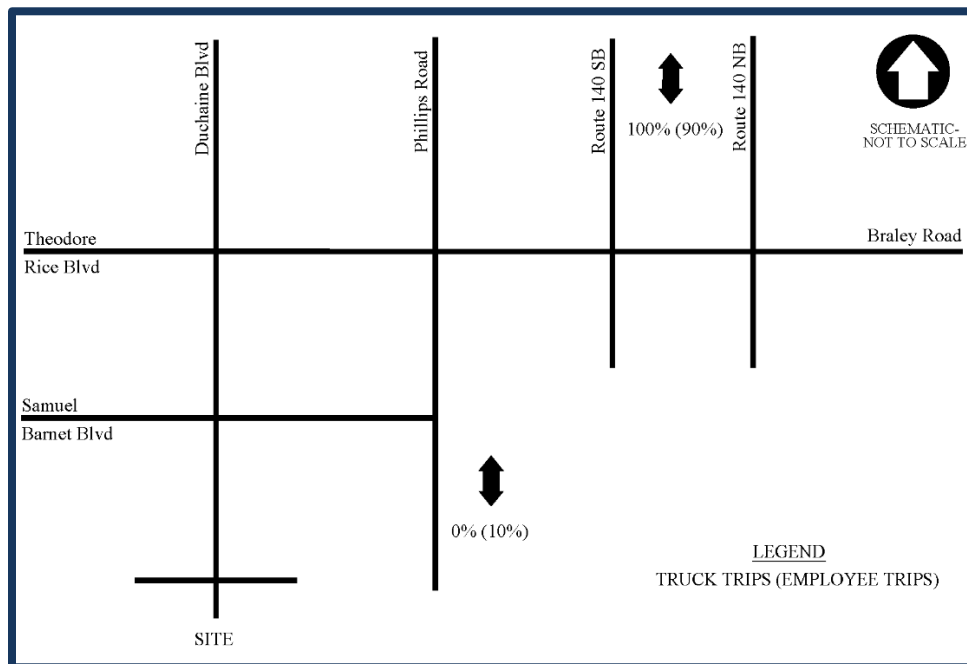 Duchaine Blvd
Phillips Road
Route 140 SB
100% (90%)
Route 140 NB
SCHEMATIC-
NOT TO SCALE
Theodore
Rice Blvd
Braley Road
Samuel
Barnet Blvd
0% (10%)
LEGEND
TRUCK TRIPS (EMPLOYEE TRIPS)
SITE